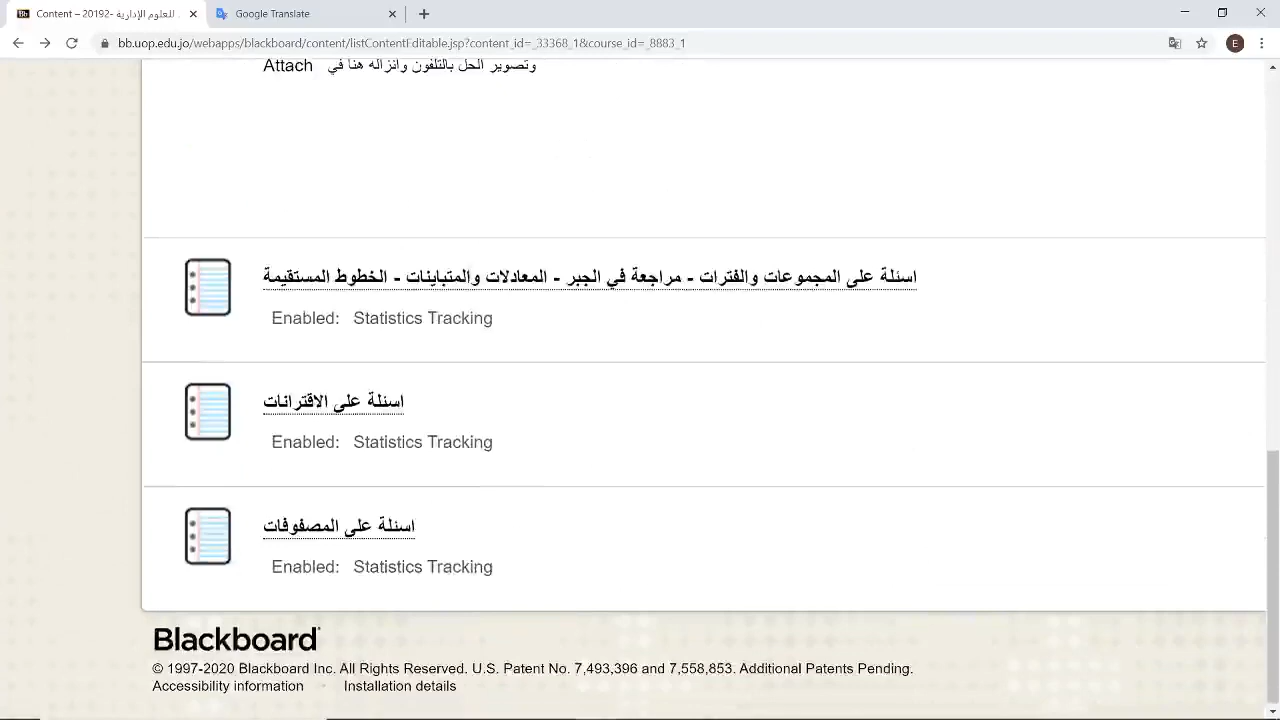 Content – 20192- للعلوم الإدارية
Google Translate
bb.uop.edu.jo/webapps/blackboard/content/listContentEditable.jsp?content_id=_33368_1&course_id=_8883_1
E
وتصوير الحل بالتلفون وانزاله هنا في Attach
اسئلة على المجموعات والفترات - مراجعة في الجبر - المعادلات والمتباينات - الخطوط المستقيمة
Enabled: Statistics Tracking
اسئلة على الاقترانات
Enabled: Statistics Tracking
اسئلة على المصفوفات
Enabled: Statistics Tracking
Blackboard
© 1997-2020 Blackboard Inc. All Rights Reserved. U.S. Patent No. 7,493,396 and 7,558,853. Additional Patents Pending.
Accessibility information · Installation details